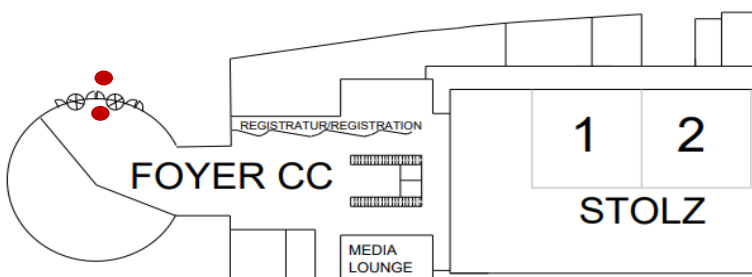 REGISTRATUR/REGISTRATION
1 2
FOYER CC
STOLZ
MEDIA
LOUNGE